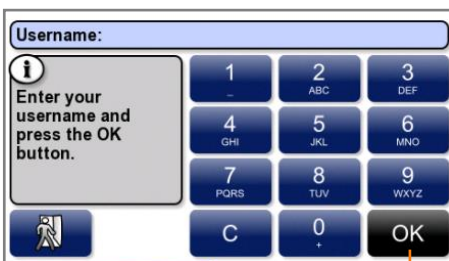 Username:
i
Enter your
username and
press the OK
button.
1
_
2
ABC
3
DEF
4
GHI
5
JKL
6
MNO
7
PQRS
8
TUV
9
WXYZ
C
0
+
OK